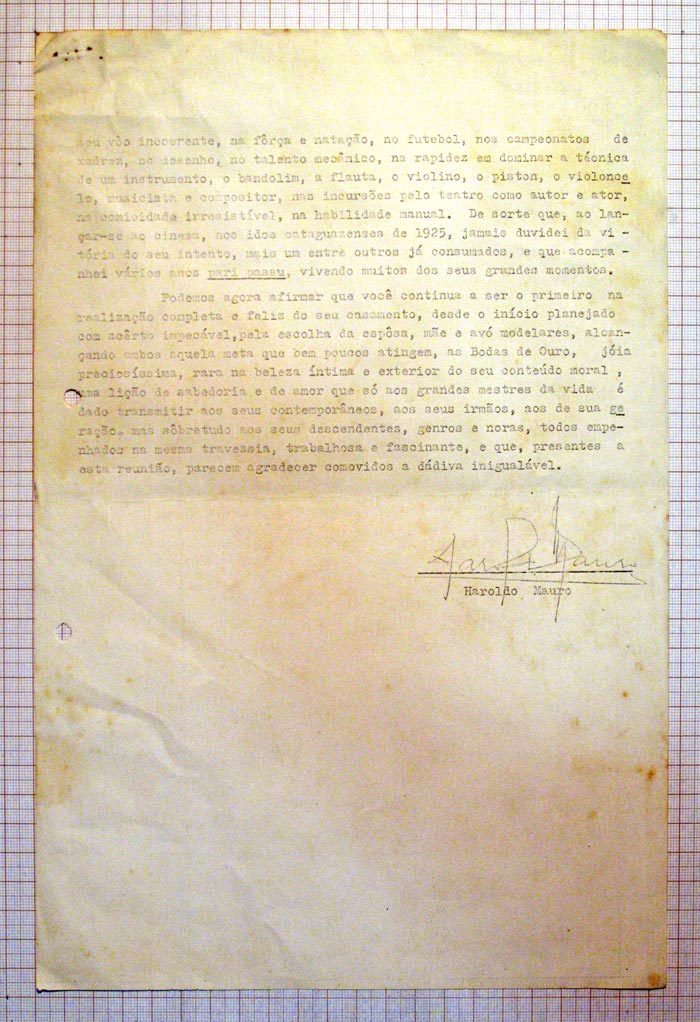 seu vôo incoerente, na fôrça e natação, no futebol, nos campeonatos de
xadrez, no desenho, no talento mecânico, na rapidez em dominar a técnica
de um instrumento, o bandolim, a flauta, o violino, o piston, o violonce
lo, musicista e compositor, nas incursões pelo teatro como autor e ator,
na comicidade irresistível, na habilidade manual. De sorte que, ao lan-
çar-se ao cinema, nos idos cataguazenses de 1925, jamais duvidei da vi -
tória do seu intento, mais um entre outros já consumados, e que acompa -
nhei vários anos pari passu, vivendo muitos dos seus grandes momentos.
Podemos agora afirmar que você continua a ser o primeiro na
realização completa e feliz do seu casamento, desde o início planejado
com acêrto impecável, pela escolha da espôsa, mãe e avó modelares, alcan-
çando ambos aquela meta que bem poucos atingem, as Bodas de Ouro, jóia
preciosíssima, rara na beleza íntima e exterior do seu conteúdo moral ,
uma lição de sabedoria e de amor que só aos grandes mestres da vida é
dado transmitir aos seus contemporâneos, aos seus irmãos, aos de sua ge
ração, mas sôbretudo aos seus descendentes, genros e noras, todos empe-
nhados na mesma travessia, trabalhosa e fascinante, e que, presentes a
esta reunião, parecem agradecer comovidos a dádiva inigualável.
Haroldo Mauro
Haroldo Mauro